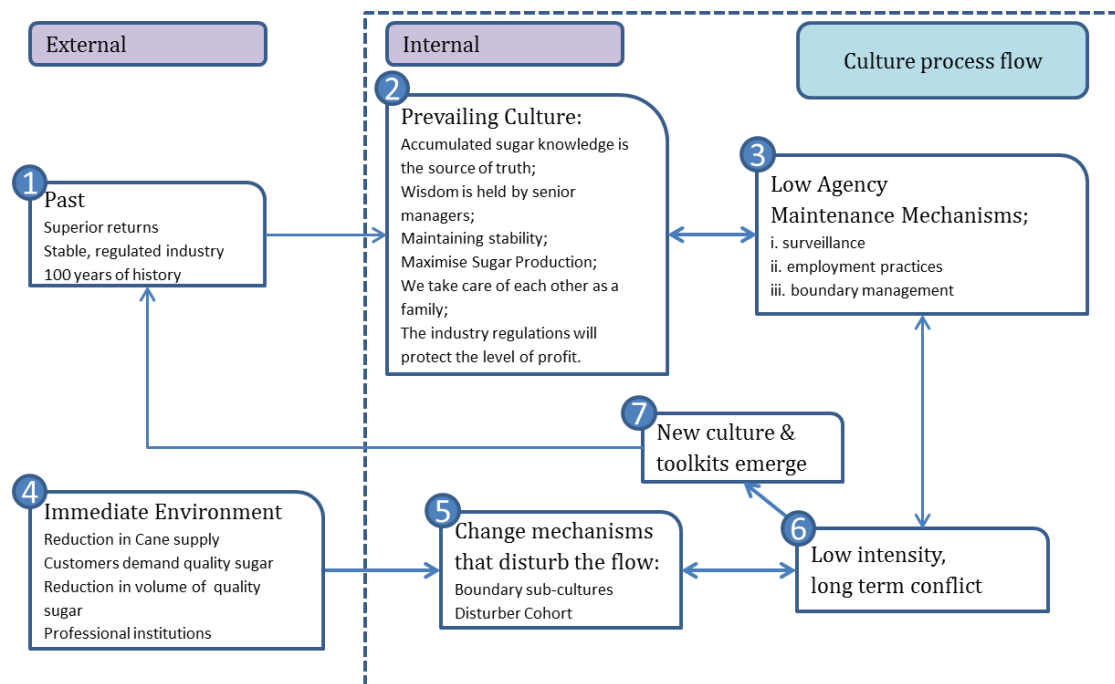 External
Internal
Culture process flow
1
Past
Superior returns
Stable, regulated industry
100 years of history
2
Prevailing Culture:
Accumulated sugar knowledge is
the source of truth;
Wisdom is held by senior
managers;
Maintaining stability;
Maximise Sugar Production;
We take care of each other as a
family;
The industry regulations will
protect the level of profit.
3
Low Agency
Maintenance Mechanisms;
i. surveillance
ii. employment practices
iii. boundary management
4
Immediate Environment
Reduction in Cane supply
Customers demand quality sugar
Reduction in volume of quality
sugar
Professional institutions
5
Change mechanisms
that disturb the flow:
Boundary sub-cultures
Disturber Cohort
6
Low intensity,
long term conflict
7
New culture &
toolkits emerge